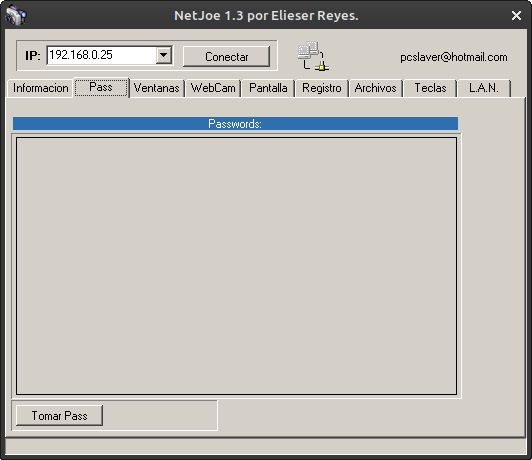 NetJoe 1.3 por Elieser Reyes.
IP: 192.168.0.25 Conectar pcslaver@hotmail.com
Informacion Pass Ventanas WebCam Pantalla Registro Archivos Teclas L.A.N.
Passwords:
Tomar Pass